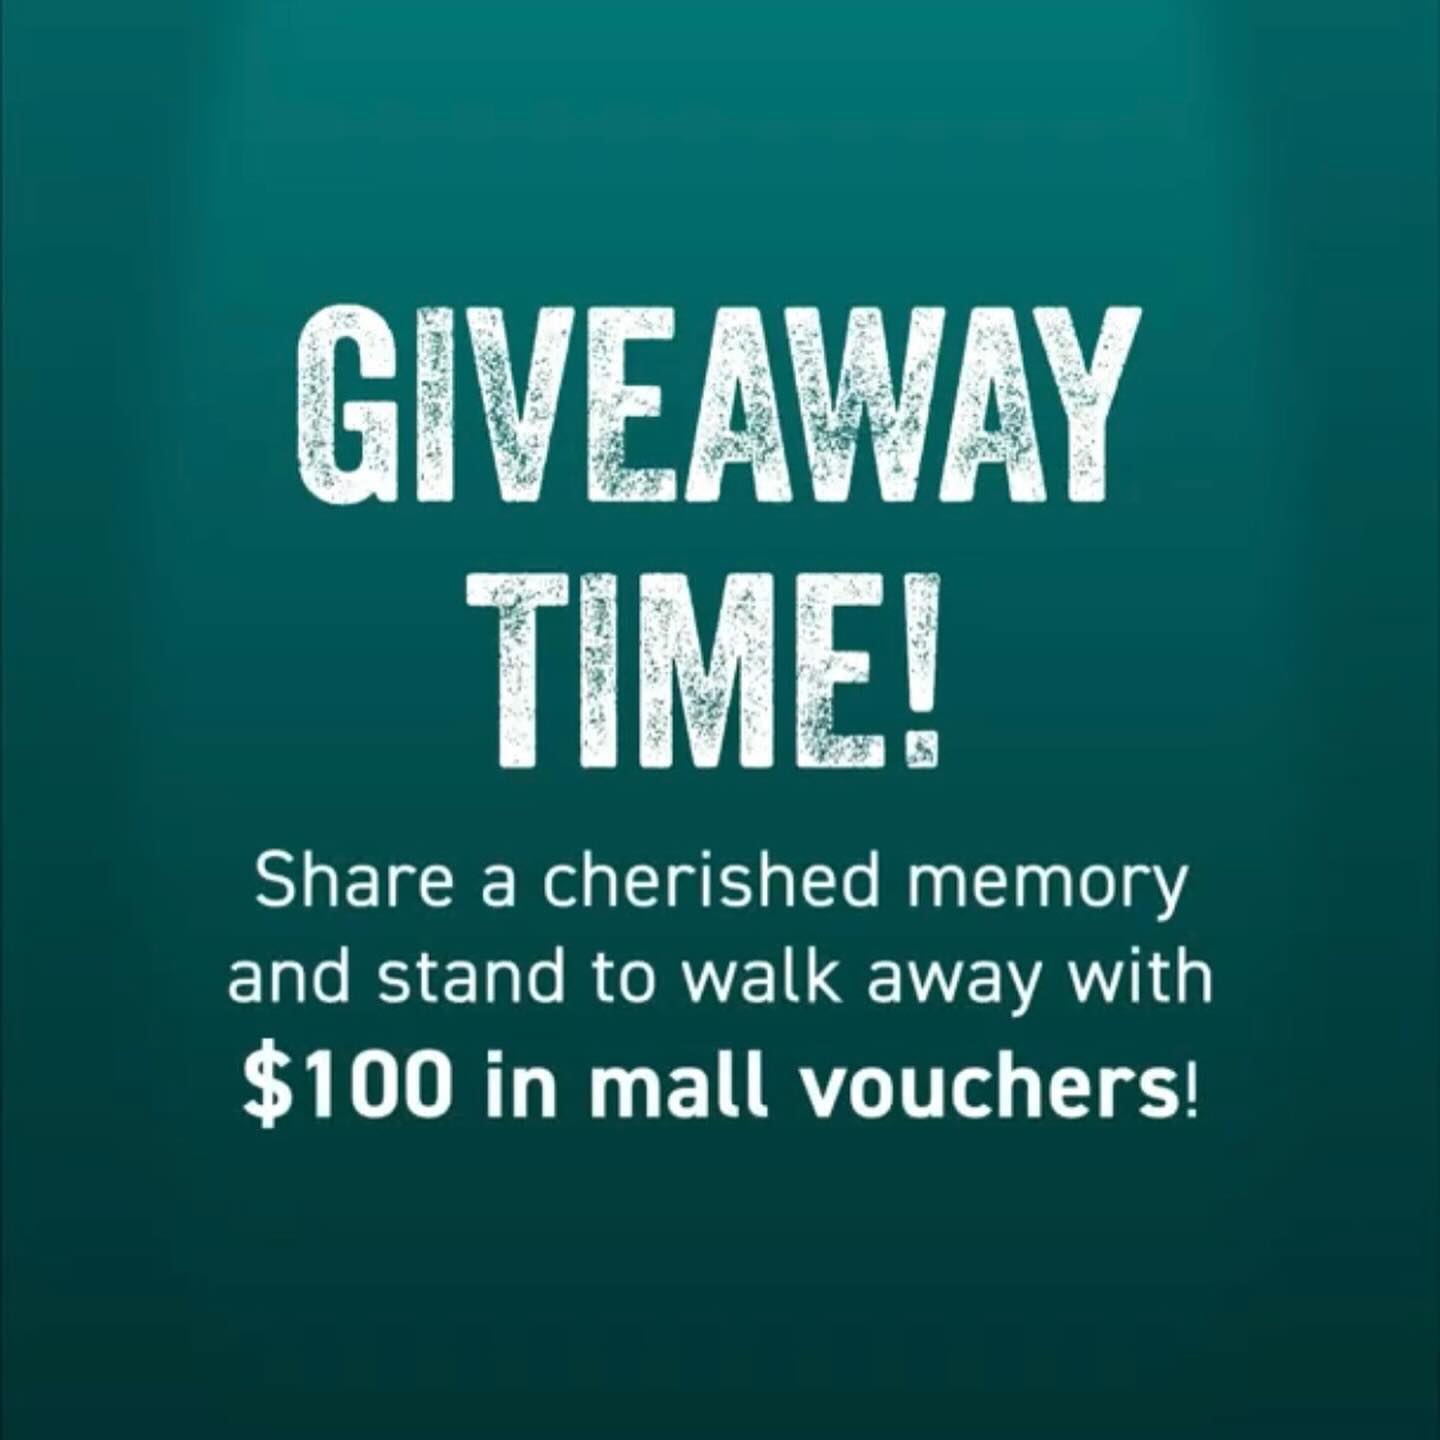 GIVEAWAY
TIME!
Share a cherished memory
and stand to walk away with
$100 in mall vouchers!